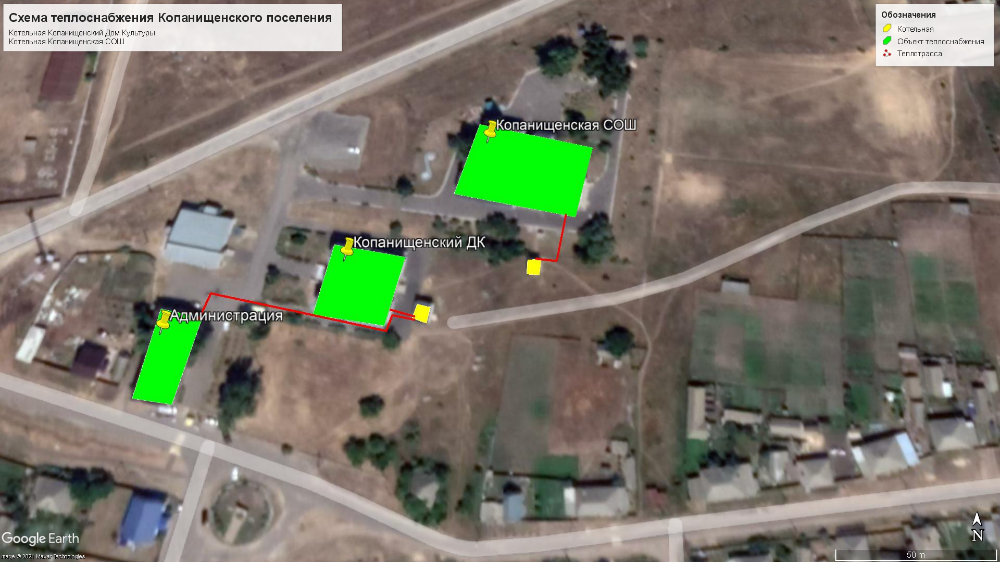 Схема теплоснабжения Копанищенского поселения
Котельная Копанищенский Дом Культуры
Котельная Копанищенская СОШ
Обозначения
Котельная
Объект теплоснабжения
Теплотрасса
Копанищенская СОШ
Копанищенский ДК
Администрация
Google Earth
mage © 2021 Maxar Technologies
N
50 m